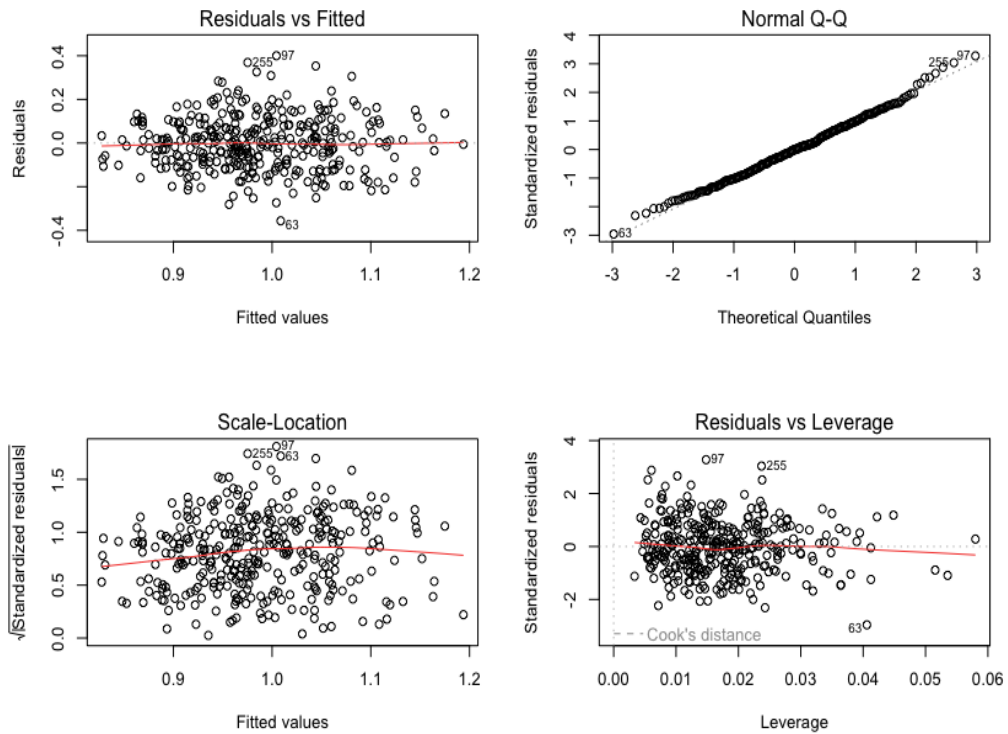 Residuals vs Fitted
Residuals
0.4
0.2
0.0
-0.4
97
255
63
0.9 1.0 1.1 1.2
Fitted values
Normal Q-Q
Standardized residuals
4
3
2
1
0
-1
-3
255 97
63
-3 -2 -1 0 1 2 3
Theoretical Quantiles
Scale-Location
√|Standardized residuals|
1.5
1.0
0.5
0.0
97
255 63
0.9 1.0 1.1 1.2
Fitted values
Residuals vs Leverage
Standardized residuals
4
2
0
-2
97 255
63
Cook's distance
0.00 0.01 0.02 0.03 0.04 0.05 0.06
Leverage